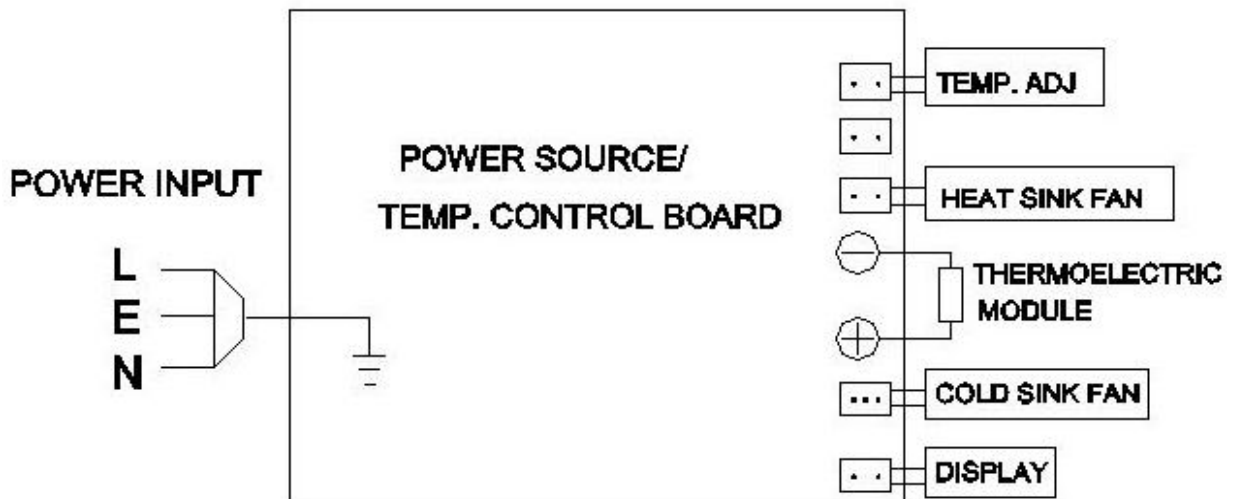 POWER INPUT
L
E
N
POWER SOURCE/
TEMP. CONTROL BOARD
TEMP. ADJ
HEAT SINK FAN
THERMOELECTRIC
MODULE
COLD SINK FAN
DISPLAY